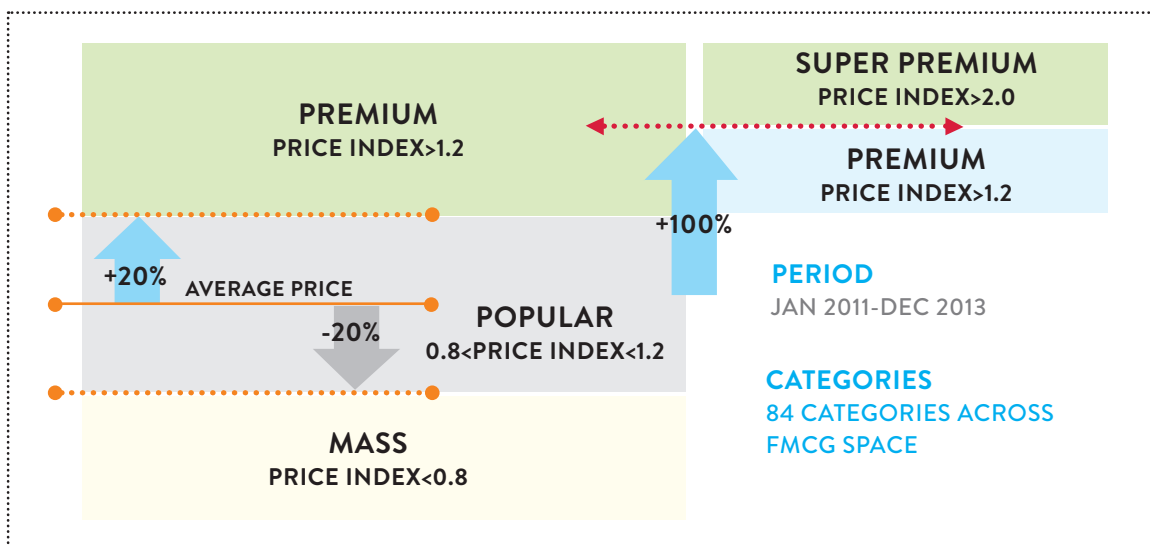 PREMIUM
PRICE INDEX>1.2
SUPER PREMIUM
PRICE INDEX>2.0
PREMIUM
PRICE INDEX>1.2
+20%
AVERAGE PRICE
-20%
+100%
POPULAR
0.8<PRICE INDEX<1.2
MASS
PRICE INDEX<0.8
PERIOD
JAN 2011-DEC 2013
CATEGORIES
84 CATEGORIES ACROSS
FMCG SPACE